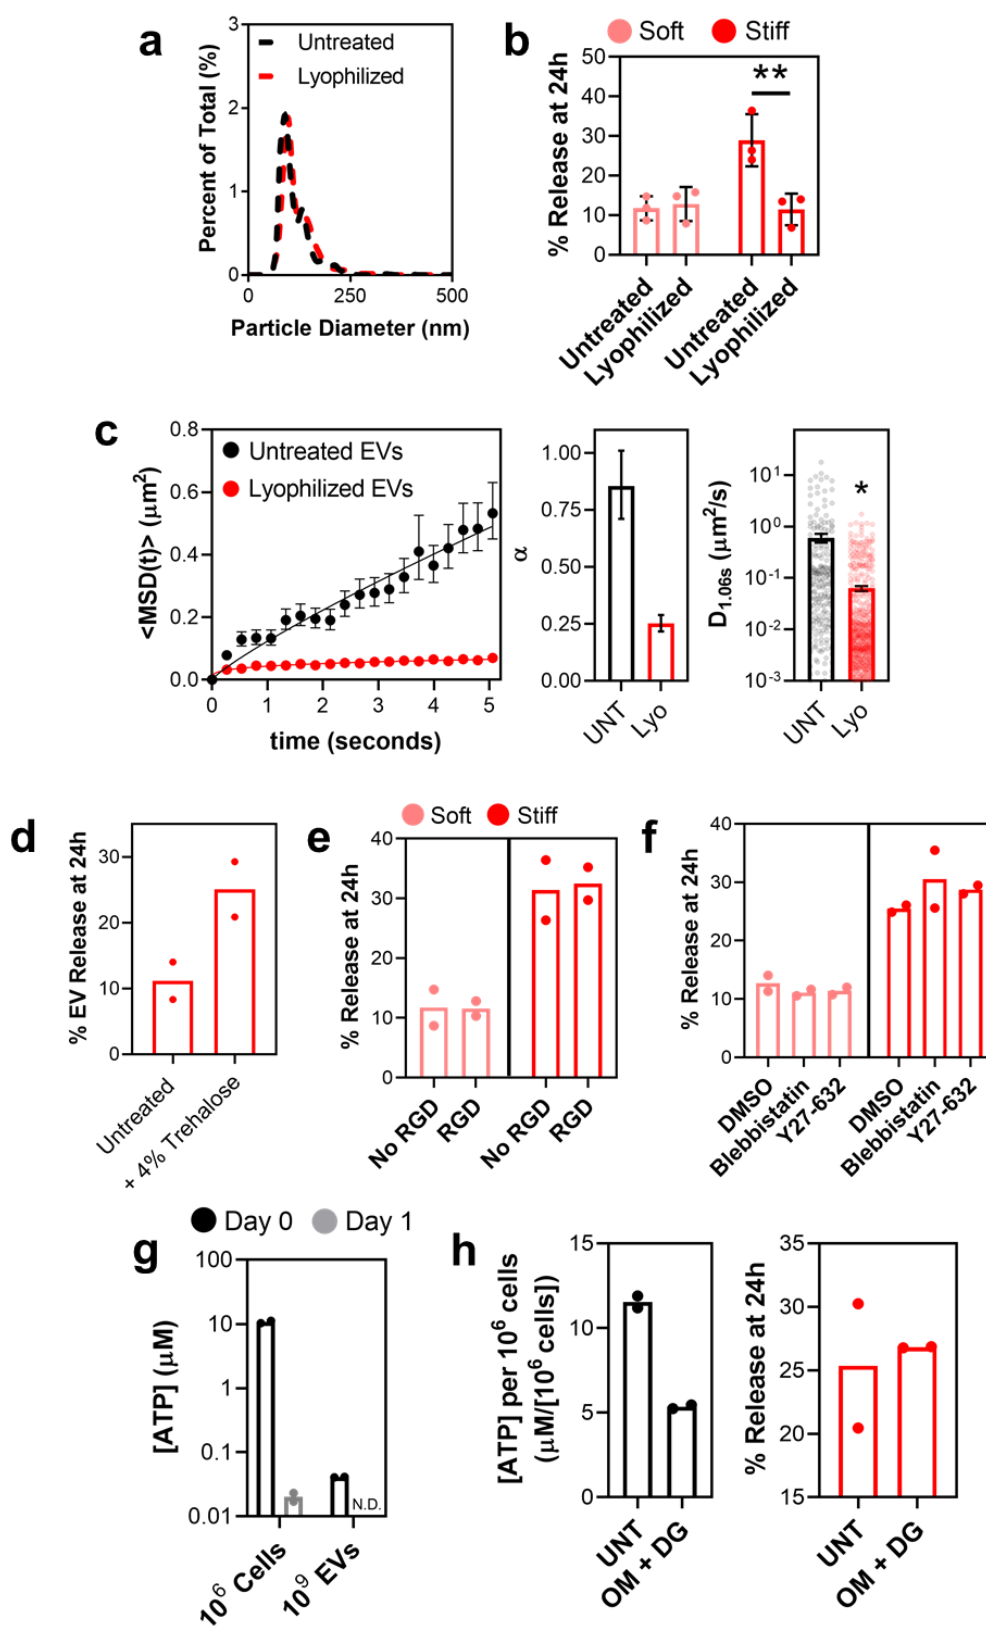 a
3
2
1
0
Percent of Total (%)
Untreated
Lyophilized
0
250
500
Particle Diameter (nm)
b
Soft
Stiff
50
40
30
20
10
0
% Release at 24h
**
Untreated
Lyophilized
Untreated
Lyophilized
c
0.8
0.6
0.4
0.2
0.0
<MSD(t)> (μm²)
Untreated EVs
Lyophilized EVs
0
1
2
3
4
5
time (seconds)
1.00
0.75
0.50
0.25
0.00
α
UNT
Lyo
10¹
10⁰
10⁻¹
10⁻²
10⁻³
D₁.₀₆ₛ (μm²/s)
*
UNT
Lyo
d
30
20
10
0
% EV Release at 24h
Untreated
+ 4% Trehalose
e
Soft
Stiff
40
30
20
10
0
% Release at 24h
No RGD
RGD
No RGD
RGD
f
40
30
20
10
0
% Release at 24h
DMSO
Blebbistatin
Y27-632
DMSO
Blebbistatin
Y27-632
g
Day 0
Day 1
100
10
1
0.1
0.01
[ATP] (μM)
N.D.
10⁶ Cells
10⁹ EVs
h
15
10
5
0
[ATP] per 10⁶ cells
(μM/[10⁶ cells])
UNT
OM + DG
35
30
25
20
15
% Release at 24h
UNT
OM + DG